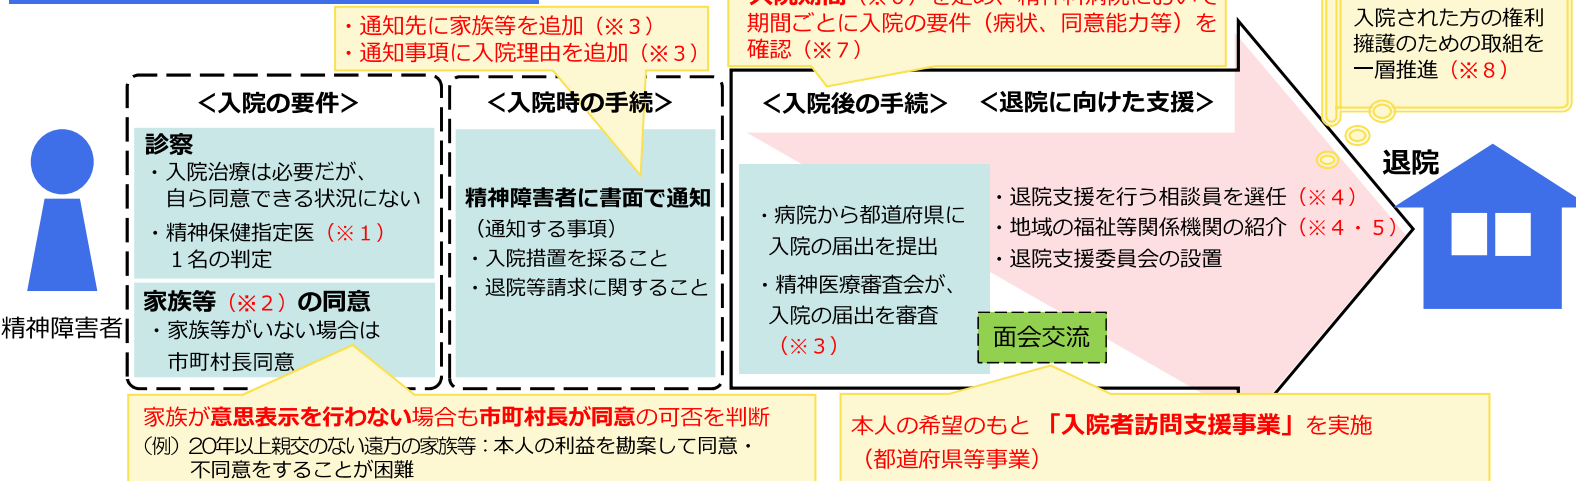 ・通知先に家族等を追加（※３）
・通知事項に入院理由を追加（※３）
期間ごとに入院の要件（病状、同意能力等）を
確認（※７）
入院された方の権利
擁護のための取組を
一層推進（※８）
＜入院の要件＞
診察
・入院治療は必要だが、
自ら同意できる状況にない
・精神保健指定医（※１）
１名の判定
家族等（※２）の同意
・家族等がいない場合は
市町村長同意
精神障害者
＜入院時の手続＞
精神障害者に書面で通知
（通知する事項）
・入院措置を採ること
・退院等請求に関すること
＜入院後の手続＞
・病院から都道府県に
入院の届出を提出
・精神医療審査会が、
入院の届出を審査
（※３）
＜退院に向けた支援＞
・退院支援を行う相談員を選任（※４）
・地域の福祉等関係機関の紹介（※４・５）
・退院支援委員会の設置
面会交流
退院
家族が意思表示を行わない場合も市町村長が同意の可否を判断
（例）20年以上親交のない遠方の家族等：本人の利益を勘案して同意・
不同意をすることが困難
本人の希望のもと「入院者訪問支援事業」を実施
（都道府県等事業）